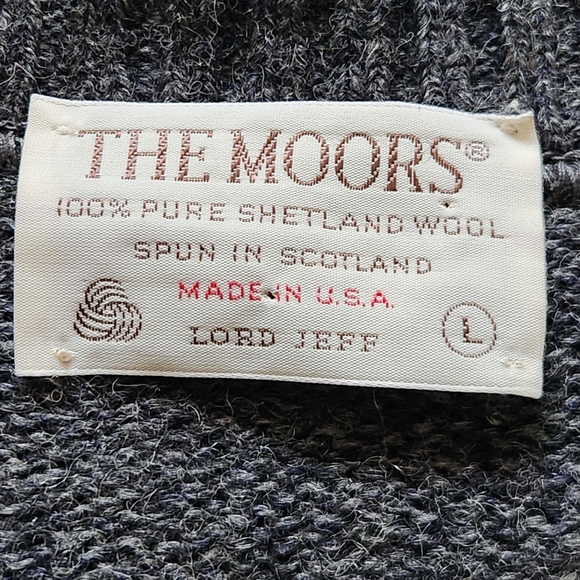 THE MOORS®
100% PURE SHETLAND WOOL
SPUN IN SCOTLAND
MADE IN U.S.A.
LORD JEFF
L